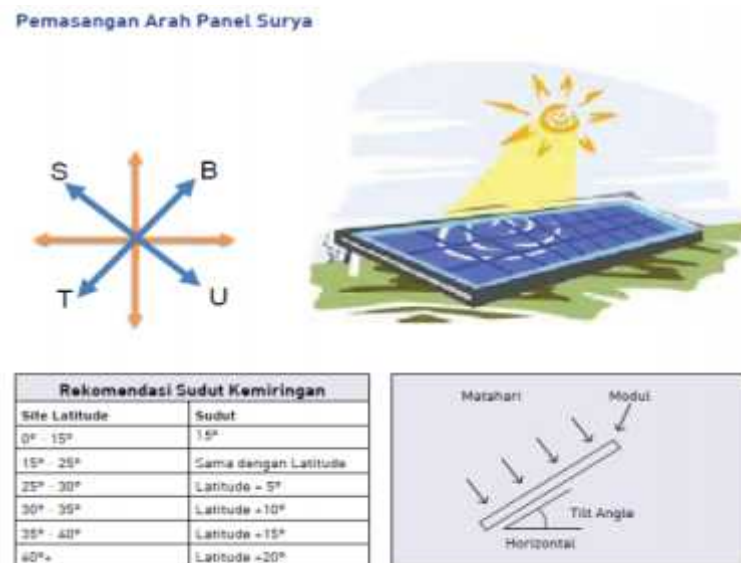 Pemasangan Arah Panel Surya
S B
T U
Rekomendasi Sudut Kemiringan
Site Latitude Sudut
0° - 15° 15°
15° - 25° Sama dengan Latitude
25° - 30° Latitude + 5°
30° - 35° Latitude +10°
35° - 40° Latitude +15°
40°+ Latitude +20°
Matahari Modul
Tilt Angle
Horizontal